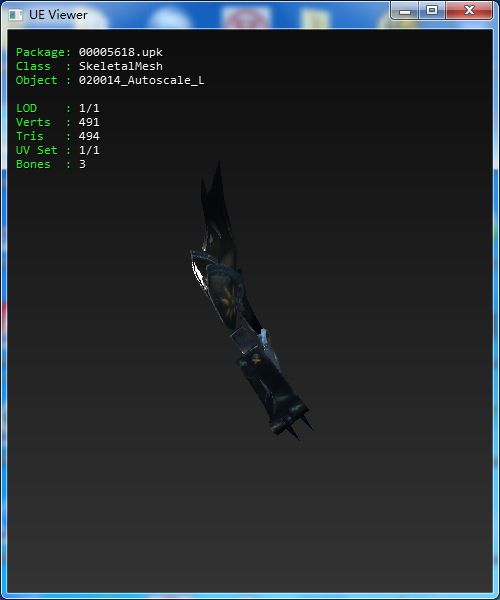 UE Viewer
Package: 00005618.upk
Class : SkeletalMesh
Object : 020014_Autoscale_L
LOD : 1/1
Verts : 491
Tris : 494
UV Set : 1/1
Bones : 3